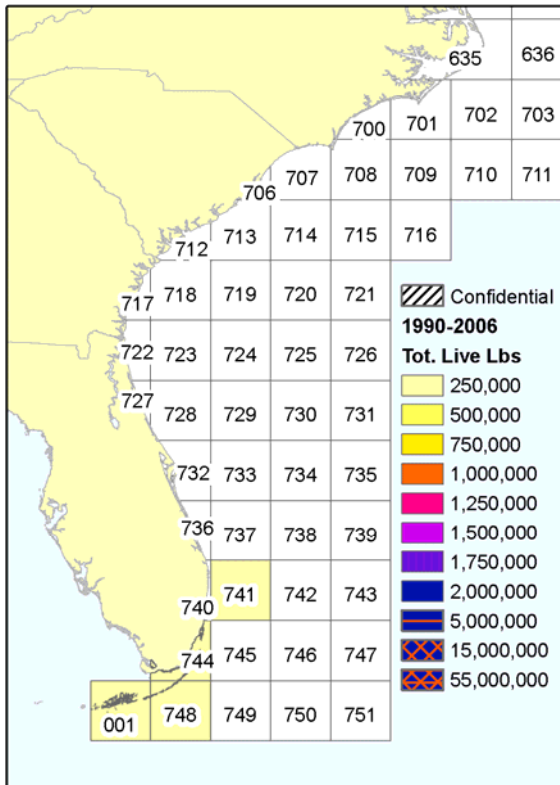 635 636
700 701 702 703
706 707 708 709 710 711
712 713 714 715 716
717 718 719 720 721
722 723 724 725 726
727 728 729 730 731
732 733 734 735
736 737 738 739
740 741 742 743
744 745 746 747
001 748 749 750 751
Confidential
1990-2006
Tot. Live Lbs
250,000
500,000
750,000
1,000,000
1,250,000
1,500,000
1,750,000
2,000,000
5,000,000
15,000,000
55,000,000